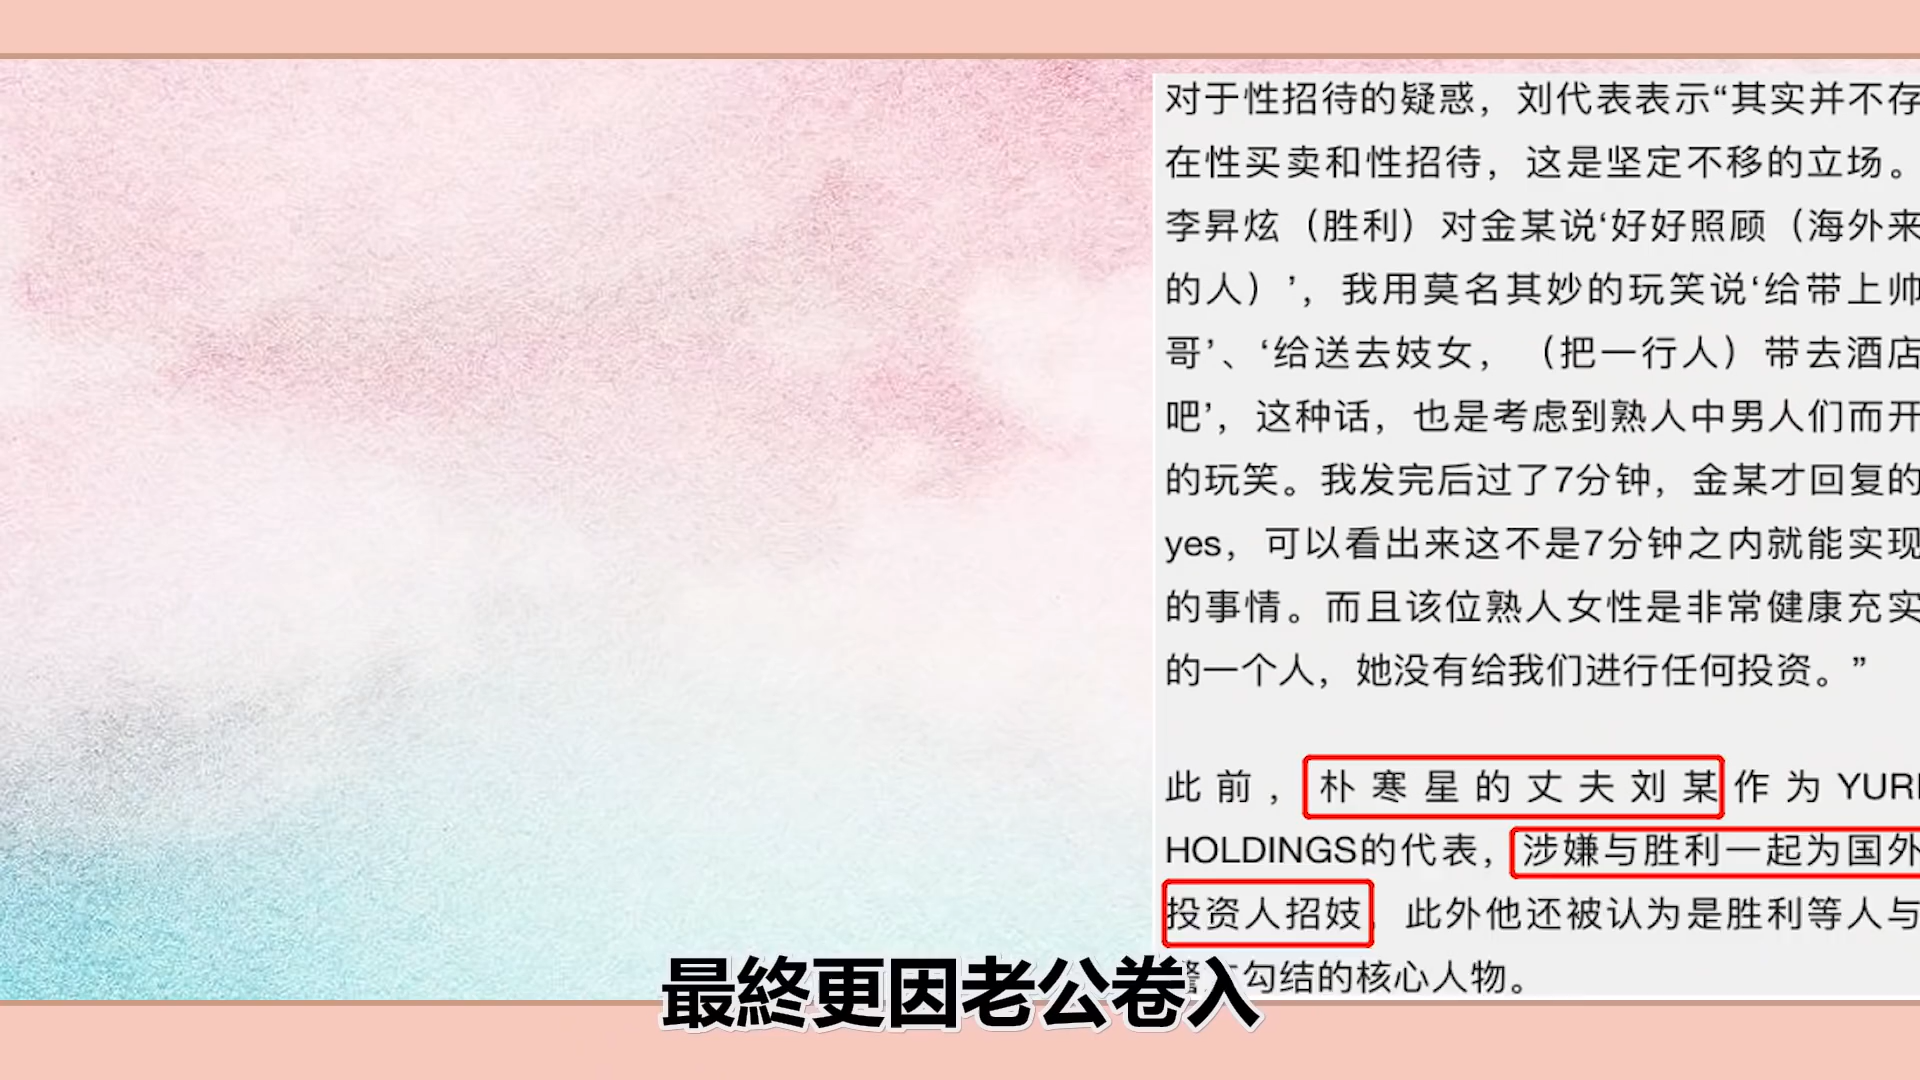 对于性招待的疑惑，刘代表表示“其实并不存
在性买卖和性招待，这是坚定不移的立场。
李昇炫（胜利）对金某说‘好好照顾（海外来
的人）’，我用莫名其妙的玩笑说‘给带上帅
哥’、‘给送去妓女，（把一行人）带去酒店
吧’，这种话，也是考虑到熟人中男人们而开
的玩笑。我发完后过了7分钟，金某才回复的
yes，可以看出来这不是7分钟之内就能实现
的事情。而且该位熟人女性是非常健康充实
的一个人，她没有给我们进行任何投资。”
此前，朴寒星的丈夫刘某作为YURI
HOLDINGS的代表，涉嫌与胜利一起为国外
投资人招妓，此外他还被认为是胜利等人与
勾结的核心人物。
最終更因老公卷入